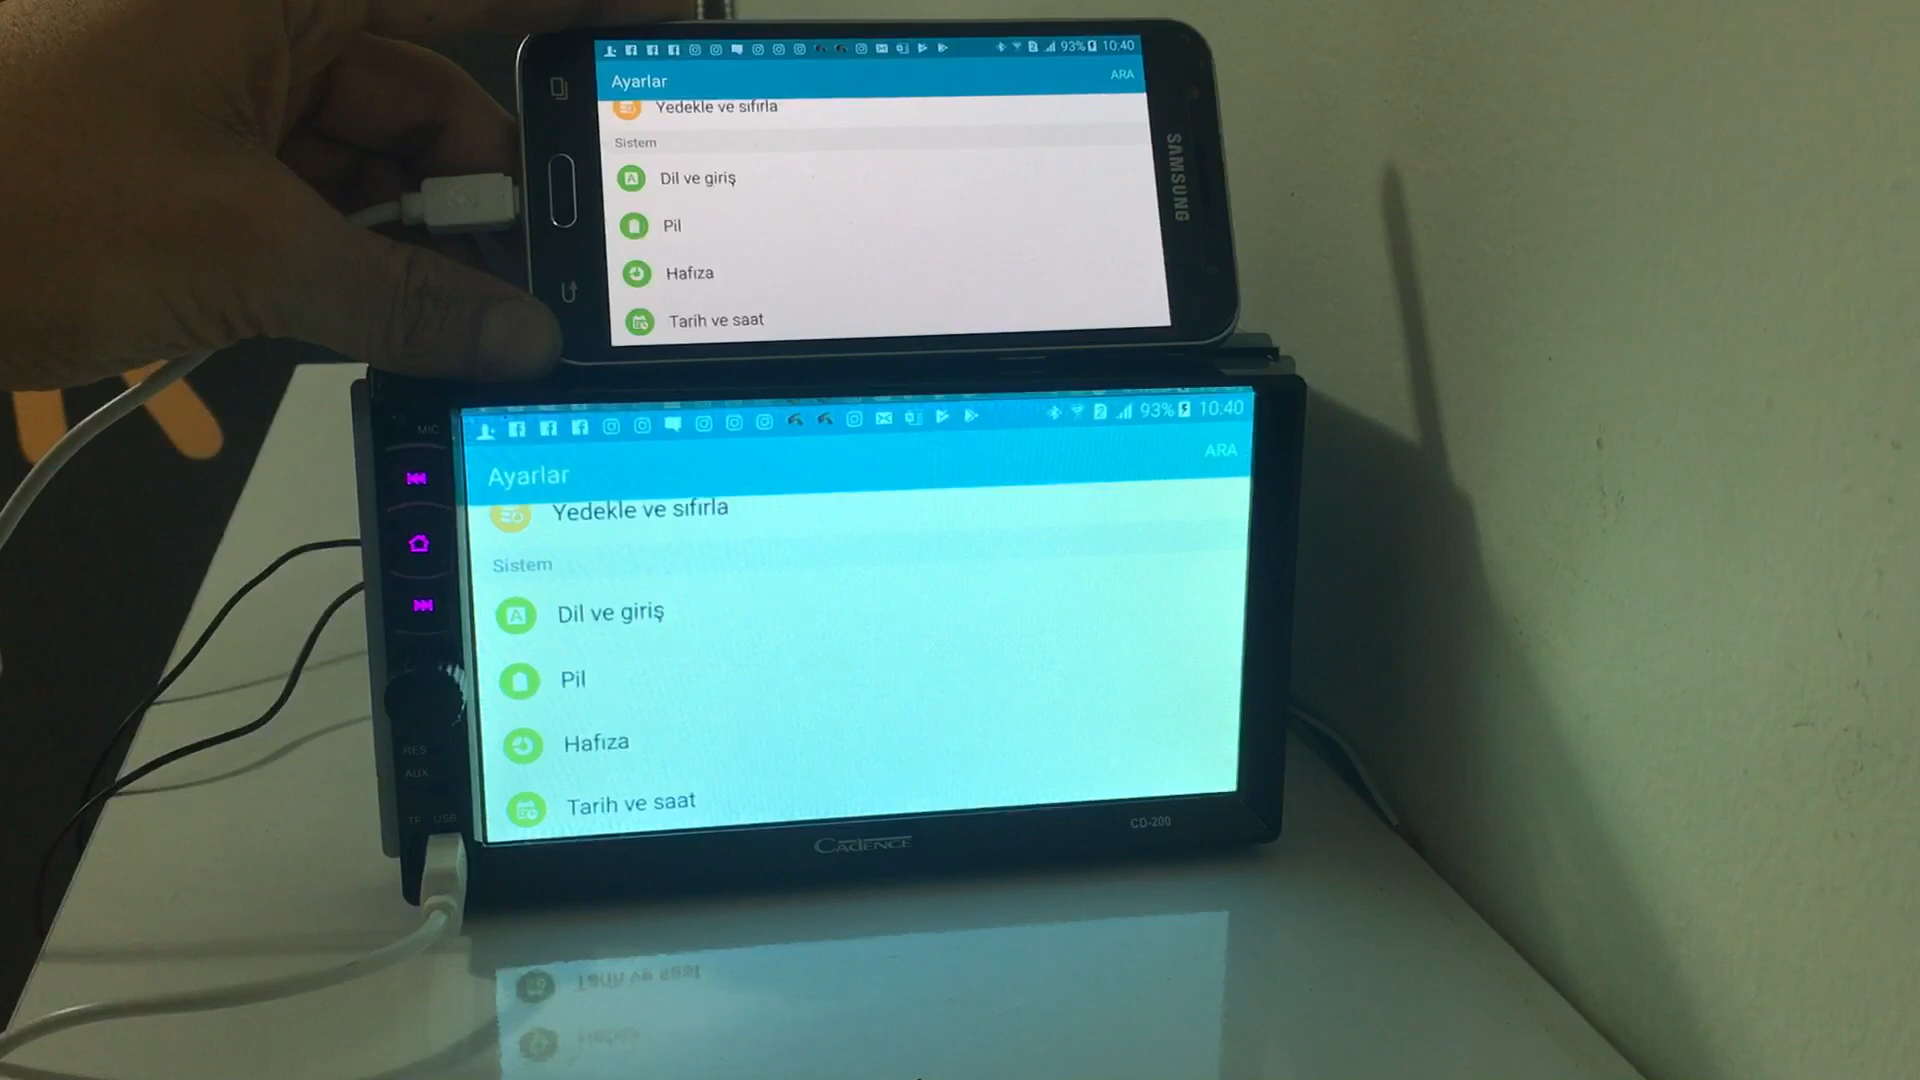 93% 10:40
Ayarlar
ARA
Yedekle ve sıfırla
Sistem
Dil ve giriş
Pil
Hafıza
Tarih ve saat
SAMSUNG
MIC
93% 10:40
Ayarlar
ARA
Yedekle ve sıfırla
Sistem
Dil ve giriş
Pil
Hafıza
Tarih ve saat
RES
AUX
TF USB
CADENCE
CD-200